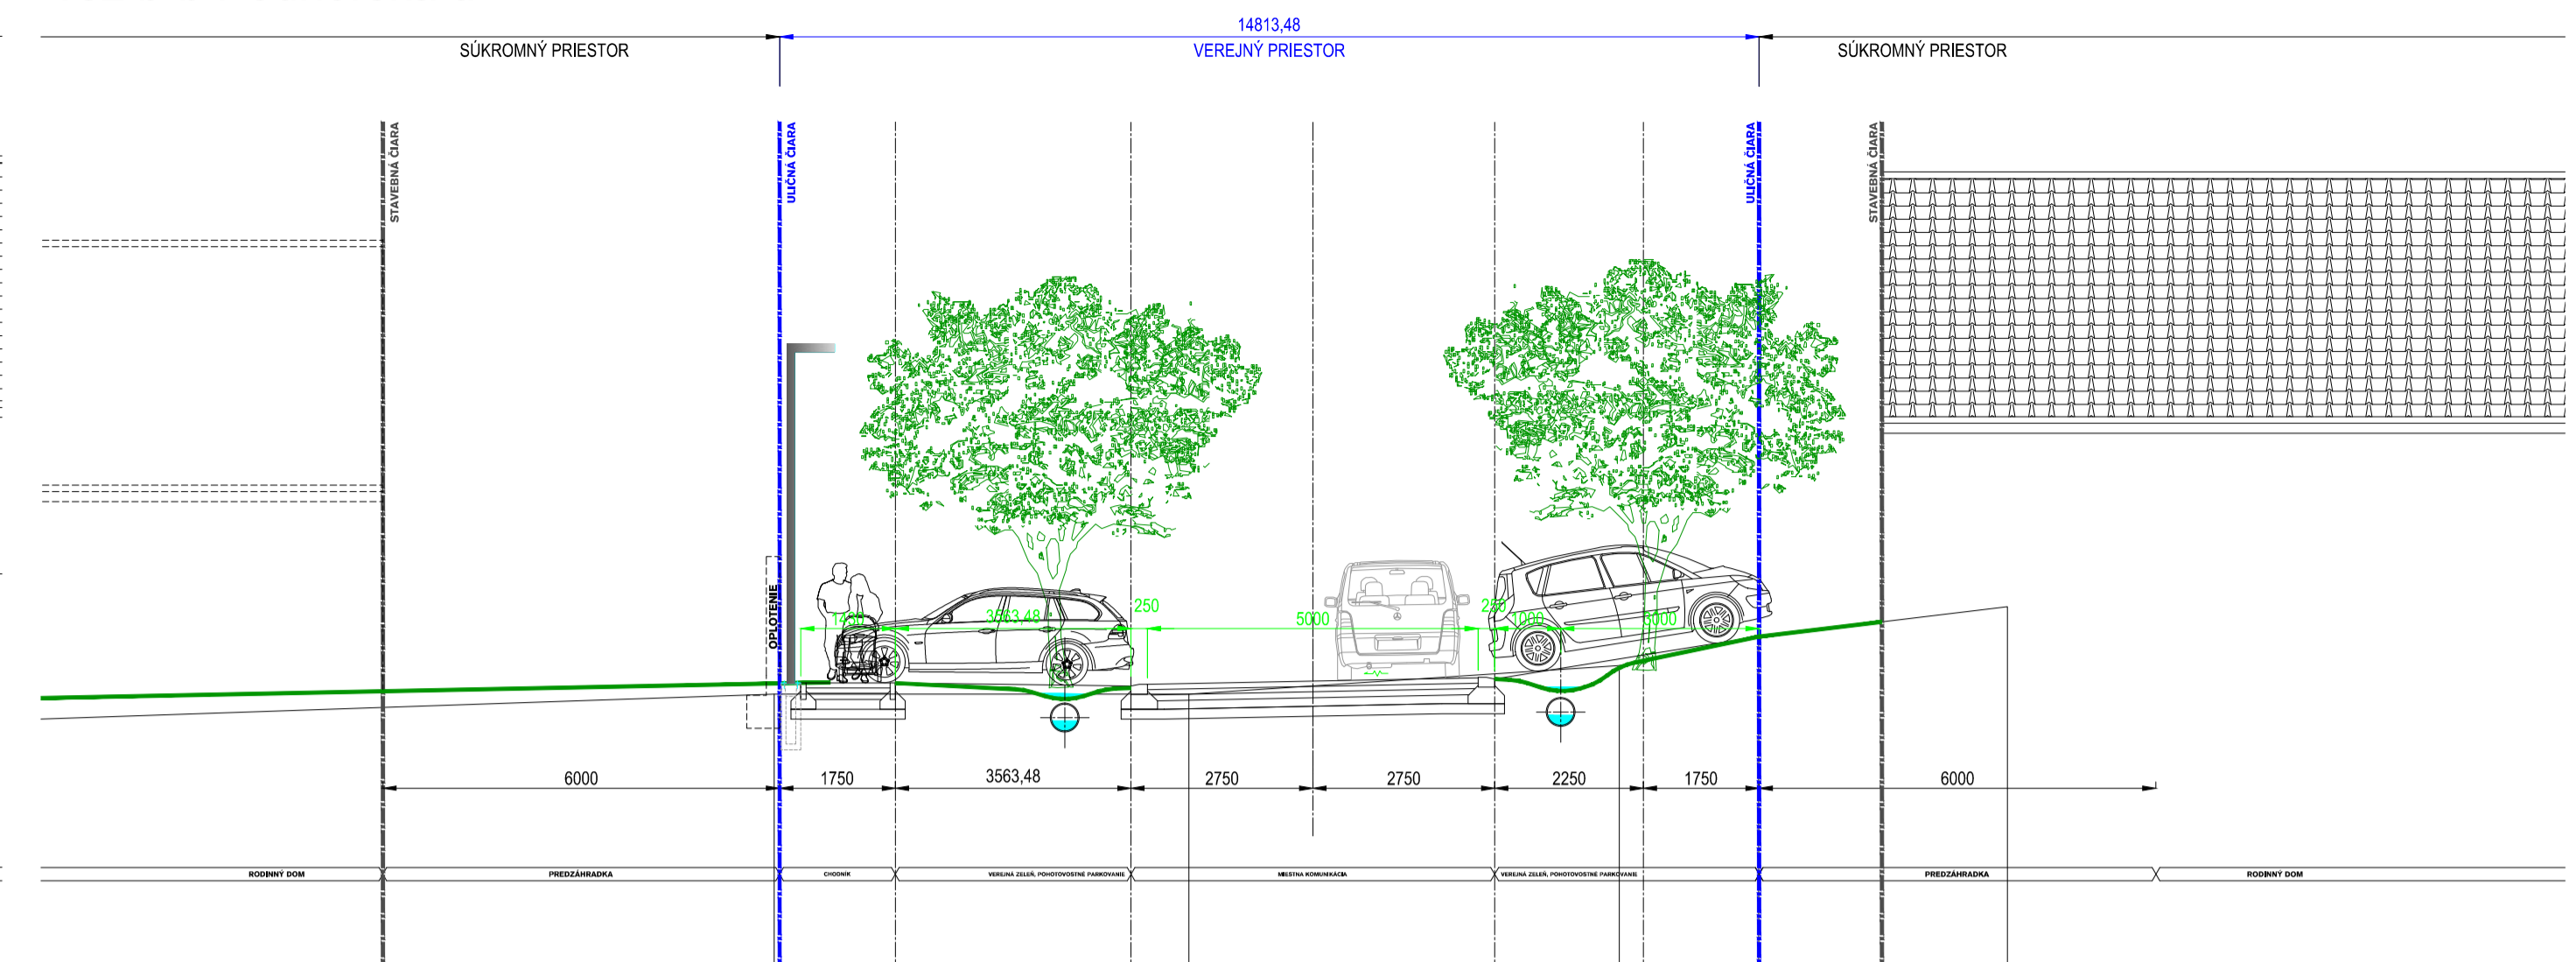 14813,48
SÚKROMNÝ PRIESTOR
VEREJNÝ PRIESTOR
SÚKROMNÝ PRIESTOR
STAVEBNÁ ČIARA
ULIČNÁ ČIARA
ULIČNÁ ČIARA
STAVEBNÁ ČIARA
OPLOTENIE
1450
3563,48
250
5000
250
1000
3000
6000
1750
3563,48
2750
2750
2250
1750
6000
RODINNÝ DOM
PREDZÁHRADKA
CHODNÍK
VEREJNÁ ZELEŇ, POHOTOVOSTNÉ PARKOVANIE
MIESTNA KOMUNIKÁCIA
VEREJNÁ ZELEŇ, POHOTOVOSTNÉ PARKOVANIE
PREDZÁHRADKA
RODINNÝ DOM